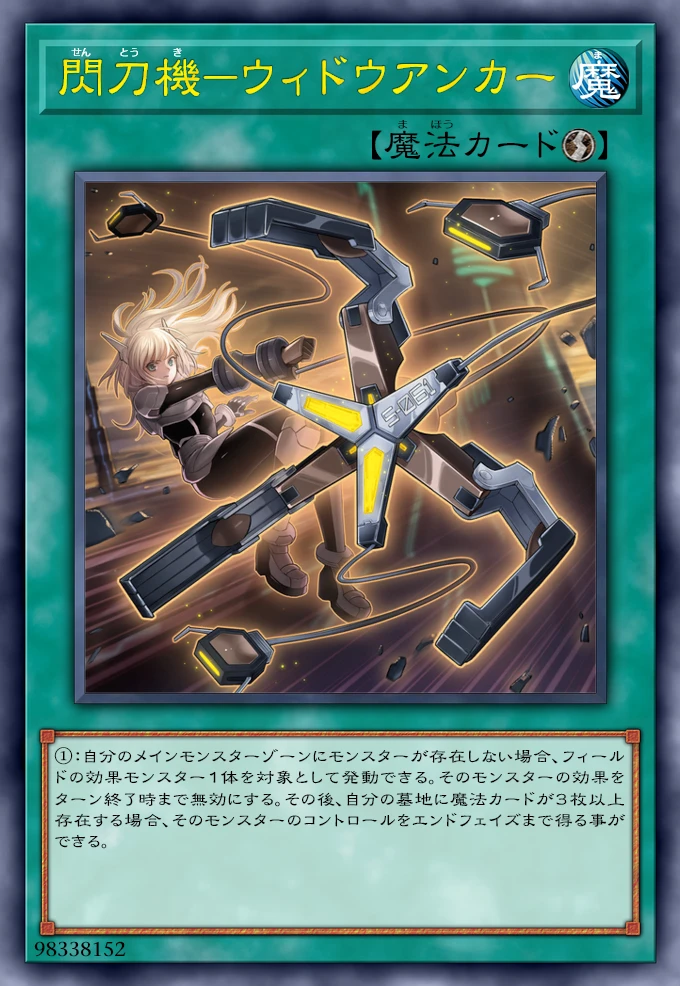 せん とう き
閃刀機－ウィドウアンカー
ま
魔
ま ほう
【魔法カード】
S-061
①：自分のメインモンスターゾーンにモンスターが存在しない場合、フィール
ドの効果モンスター１体を対象として発動できる。そのモンスターの効果を
ターン終了時まで無効にする。その後、自分の墓地に魔法カードが３枚以上
存在する場合、そのモンスターのコントロールをエンドフェイズまで得る事が
できる。
98338152